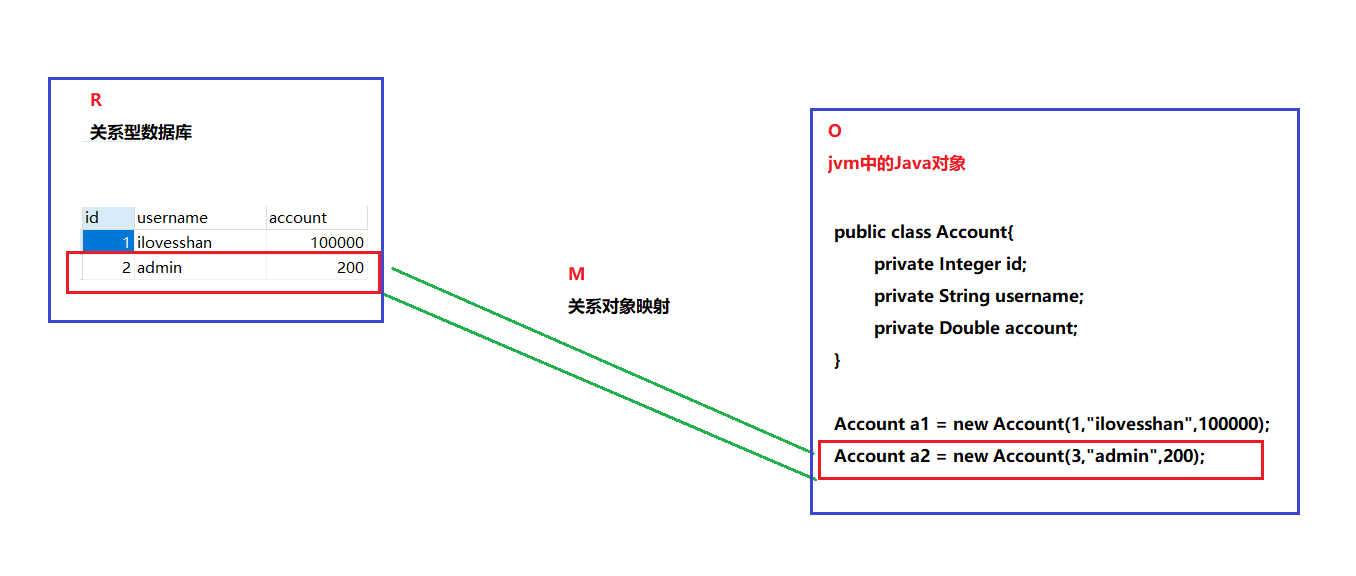 R
关系型数据库
id username account
1 ilovesshan 100000
2 admin 200
M
关系对象映射
O
jvm中的Java对象
public class Account{
private Integer id;
private String username;
private Double account;
}
Account a1 = new Account(1,"ilovesshan",100000);
Account a2 = new Account(3,"admin",200);